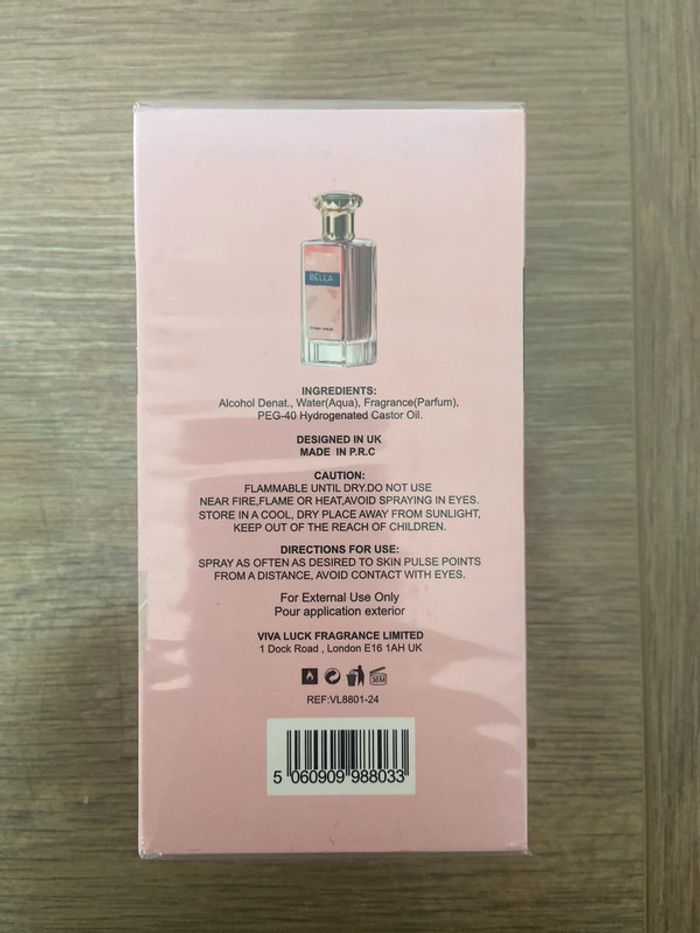 BELLA
INGREDIENTS:
Alcohol Denat., Water(Aqua), Fragrance(Parfum),
PEG-40 Hydrogenated Castor Oil.
DESIGNED IN UK
MADE IN P.R.C
CAUTION:
FLAMMABLE UNTIL DRY.DO NOT USE
NEAR FIRE,FLAME OR HEAT,AVOID SPRAYING IN EYES.
STORE IN A COOL, DRY PLACE AWAY FROM SUNLIGHT,
KEEP OUT OF THE REACH OF CHILDREN.
DIRECTIONS FOR USE:
SPRAY AS OFTEN AS DESIRED TO SKIN PULSE POINTS
FROM A DISTANCE, AVOID CONTACT WITH EYES.
For External Use Only
Pour application exterior
VIVA LUCK FRAGRANCE LIMITED
1 Dock Road , London E16 1AH UK
REF:VL8801-24
5 060909 988033